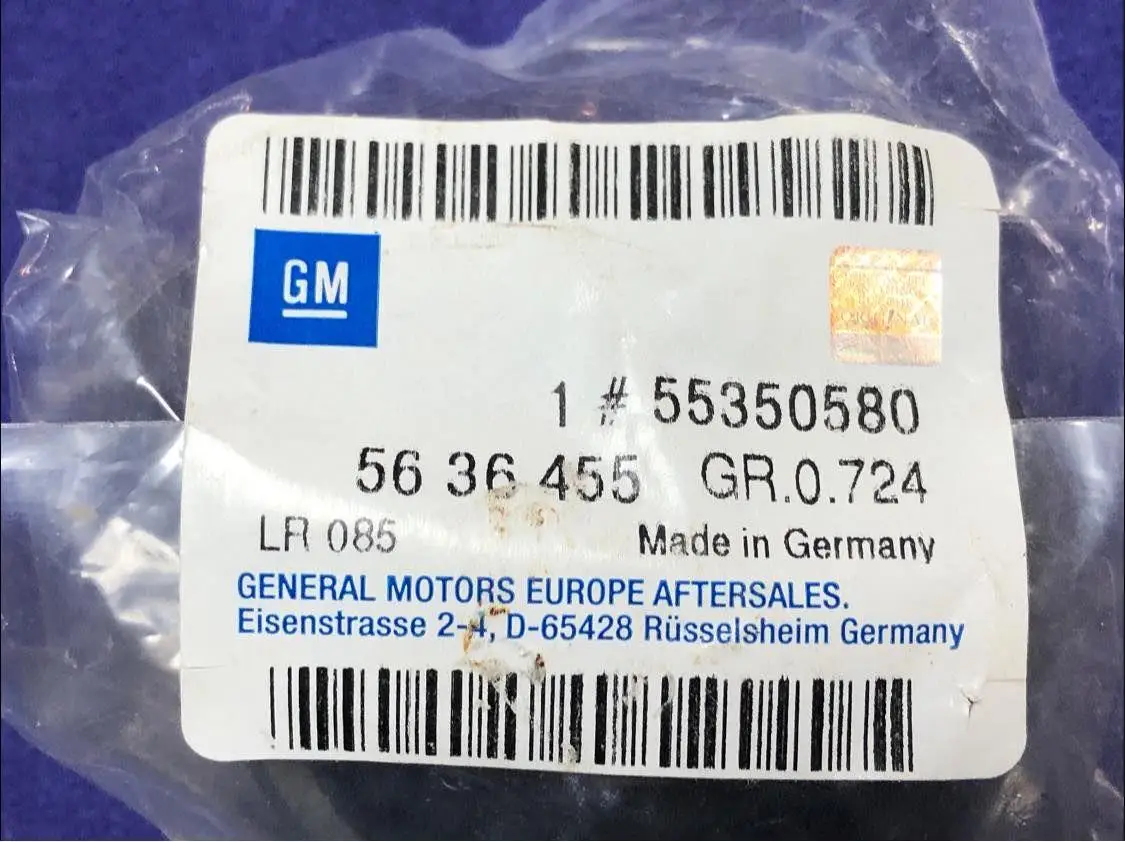 GM
ORIGINAL
1 # 55350580
56 36 455 GR.0.724
LR 085
Made in Germany
GENERAL MOTORS EUROPE AFTERSALES.
Eisenstrasse 2-4, D-65428 Rüsselsheim Germany